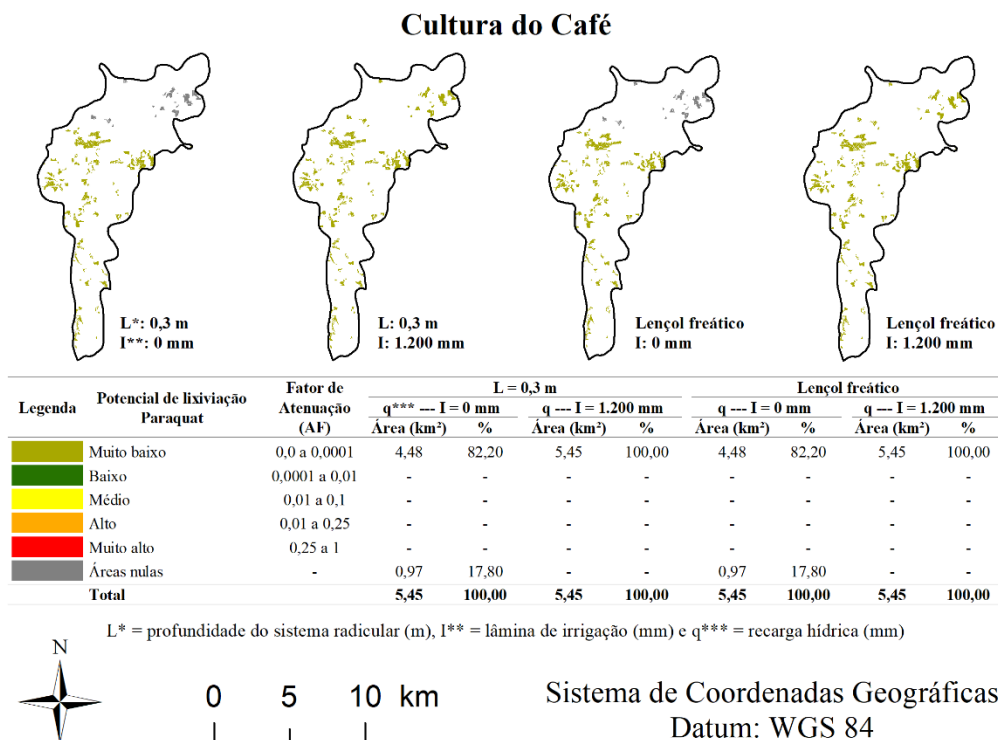 Cultura do Café
L*: 0,3 m
I**: 0 mm
L: 0,3 m
I: 1.200 mm
Lençol freático
I: 0 mm
Lençol freático
I: 1.200 mm
Legenda Potencial de lixiviação Paraquat Fator de Atenuação (AF) L = 0,3 m Lençol freático
q*** --- I = 0 mm q --- I = 1.200 mm q --- I = 0 mm q --- I = 1.200 mm
Área (km²) % Área (km²) % Área (km²) % Área (km²) %
Muito baixo 0,0 a 0,0001 4,48 82,20 5,45 100,00 4,48 82,20 5,45 100,00
Baixo 0,0001 a 0,01 - - - - - - - -
Médio 0,01 a 0,1 - - - - - - - -
Alto 0,01 a 0,25 - - - - - - - -
Muito alto 0,25 a 1 - - - - - - - -
Áreas nulas - 0,97 17,80 - - 0,97 17,80 - -
Total 5,45 100,00 5,45 100,00 5,45 100,00 5,45 100,00
L* = profundidade do sistema radicular (m), I** = lâmina de irrigação (mm) e q*** = recarga hídrica (mm)
N
0 5 10 km
Sistema de Coordenadas Geográficas
Datum: WGS 84